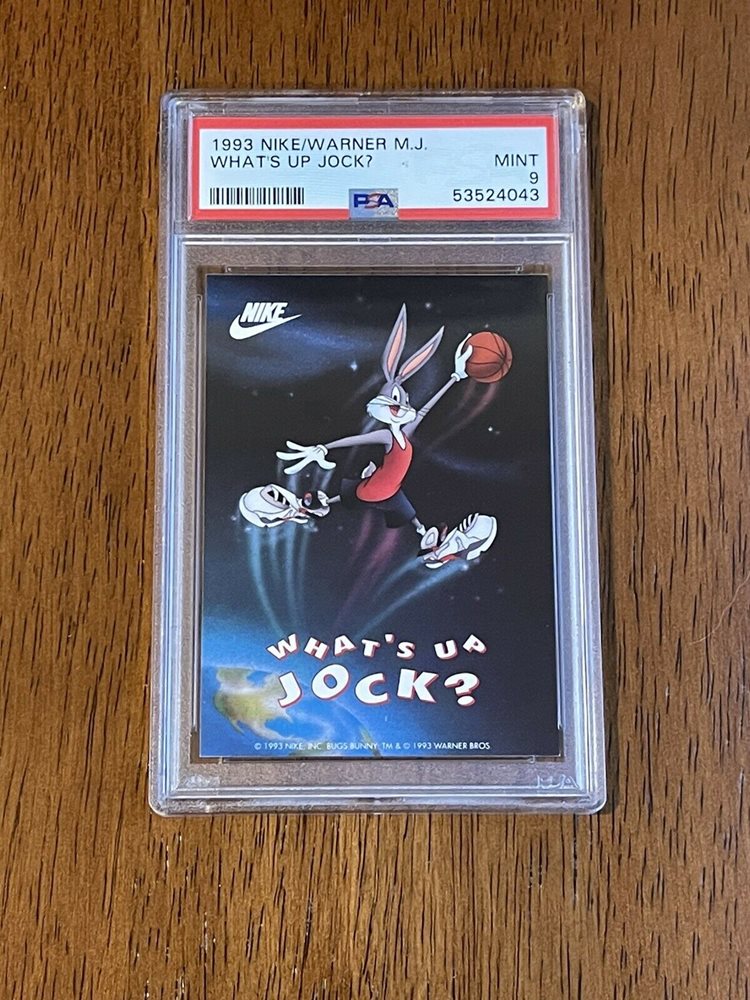 1993 NIKE/WARNER M.J.
WHAT'S UP JOCK?
MINT
9
53524043
PSA
NIKE
WHAT'S UP
JOCK?
© 1993 NIKE, INC. BUGS BUNNY: TM & © 1993 WARNER BROS.